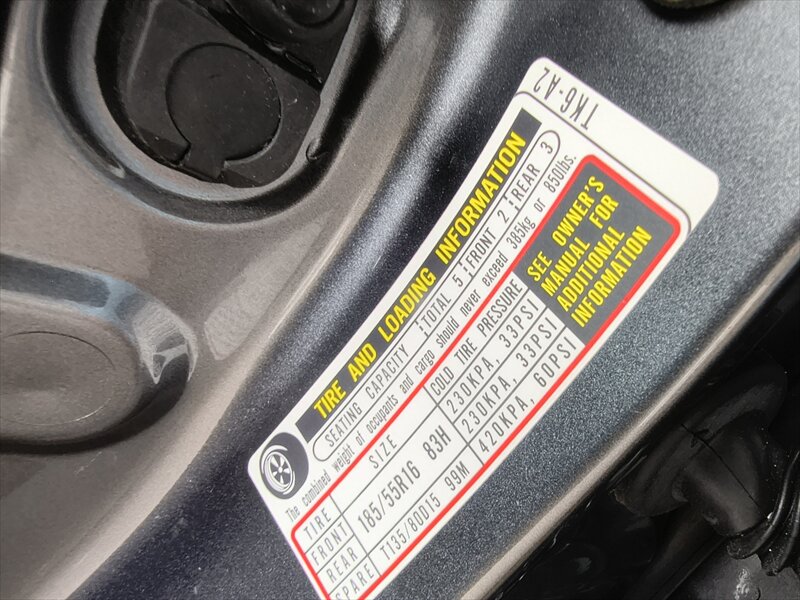 TK6-A2
TIRE AND LOADING INFORMATION
SEATING CAPACITY : TOTAL 5 : FRONT 2 : REAR 3
The combined weight of occupants and cargo should never exceed 385kg or 850lbs.
TIRE SIZE COLD TIRE PRESSURE
FRONT 185/55R16 83H 230KPA, 33PSI
REAR 230KPA, 33PSI
SPARE T135/80D15 99M 420KPA, 60PSI
SEE OWNER'S
MANUAL FOR
ADDITIONAL
INFORMATION